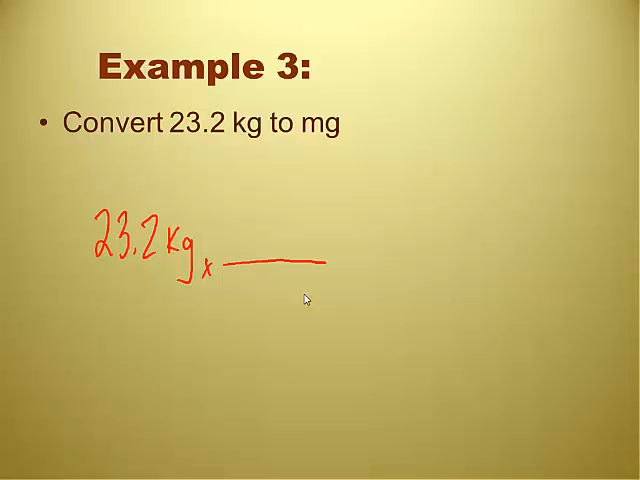 Example 3:
• Convert 23.2 kg to mg
23.2 kg x